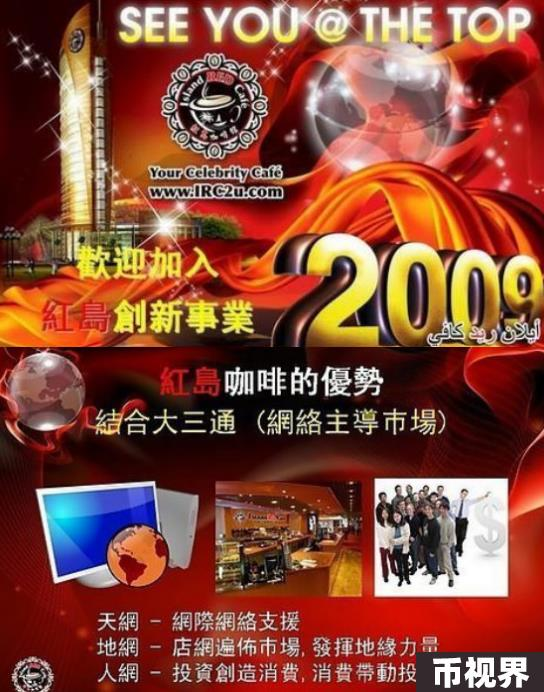 SEE YOU @ THE TOP
Island RED Café
Your Celebrity Café
www.IRC2u.com
歡迎加入
紅島創新事業
2009
أيلان ريد كافي
紅島咖啡的優勢
結合大三通 (網絡主導市場)
天網 - 網際網絡支援
地網 - 店網遍佈市場, 發揮地緣力量
人網 - 投資創造消費, 消費帶動投
币视界